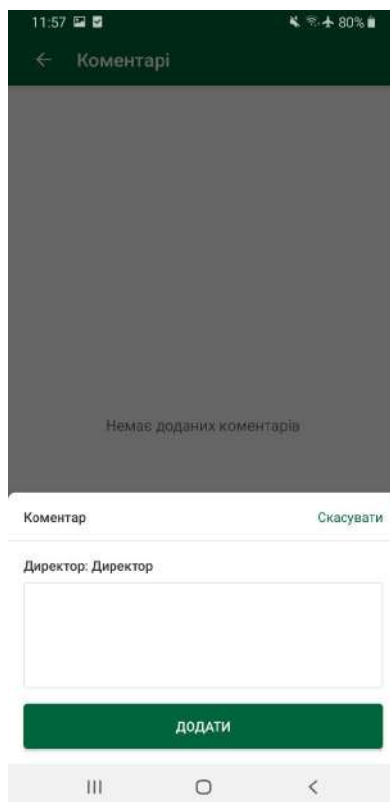 11:57 80%
Коментарі
Немає доданих коментарів
Коментар Скасувати
Директор: Директор
ДОДАТИ